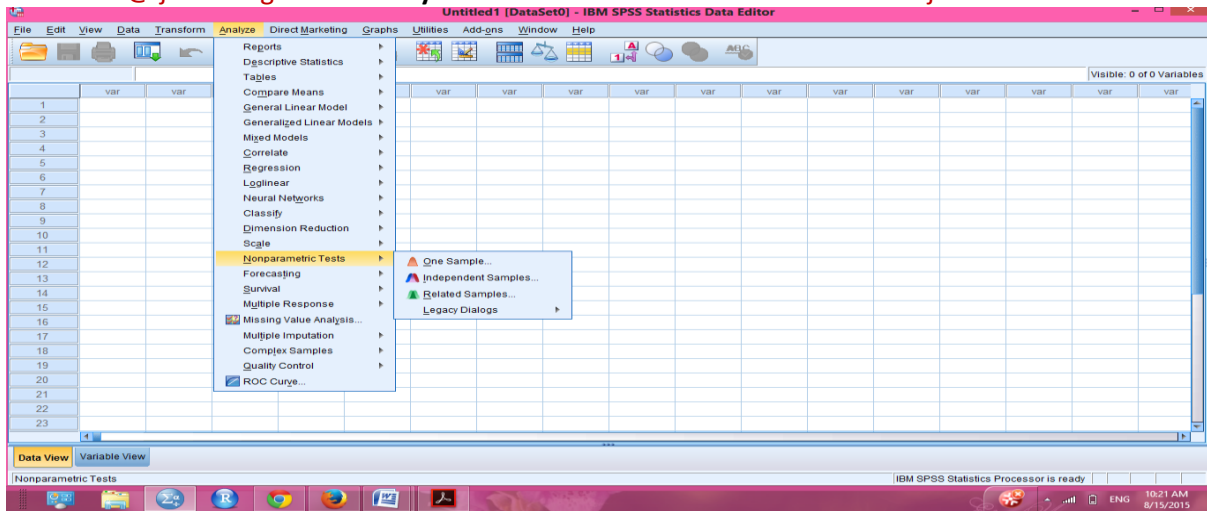 Untitled1 [DataSet0] - IBM SPSS Statistics Data Editor
File Edit View Data Transform Analyze Direct Marketing Graphs Utilities Add-ons Window Help
Visible: 0 of 0 Variables
var var var var var var var var var var var var var
1
2
3
4
5
6
7
8
9
10
11
12
13
14
15
16
17
18
19
20
21
22
23
Reports
Descriptive Statistics
Tables
Compare Means
General Linear Model
Generalized Linear Models
Mixed Models
Correlate
Regression
Loglinear
Neural Networks
Classify
Dimension Reduction
Scale
Nonparametric Tests
Forecasting
Survival
Multiple Response
Missing Value Analysis...
Multiple Imputation
Complex Samples
Quality Control
ROC Curve...
One Sample...
Independent Samples...
Related Samples...
Legacy Dialogs
Data View Variable View
Nonparametric Tests
IBM SPSS Statistics Processor is ready
ENG
10:21 AM
8/15/2015